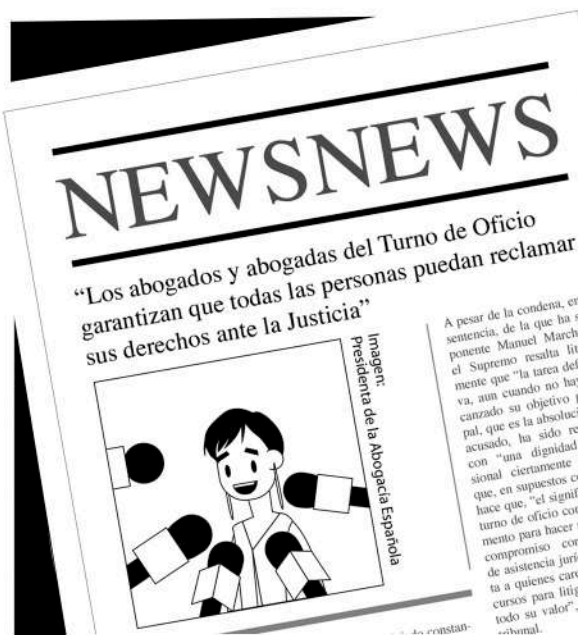 NEWSNEWS
“Los abogados y abogadas del Turno de Oficio
garantizan que todas las personas puedan reclamar
sus derechos ante la Justicia”
Imagen:
Presidenta de la Abogacía Española
A pesar de la condena, en
sentencia, de la que ha s
ponente Manuel March
el Supremo resalta lit
mente que “la tarea def
va, aun cuando no hay
canzado su objetivo p
pal, que es la absoluci
acusado, ha sido re
con “una dignidad
sional ciertamente
que, en supuestos c
hace que, “el signif
turno de oficio con
mento para hacer
compromiso con
de asistencia juríd
ta a quienes care
cursos para litig
todo su valor”
tribunal.
do constan-